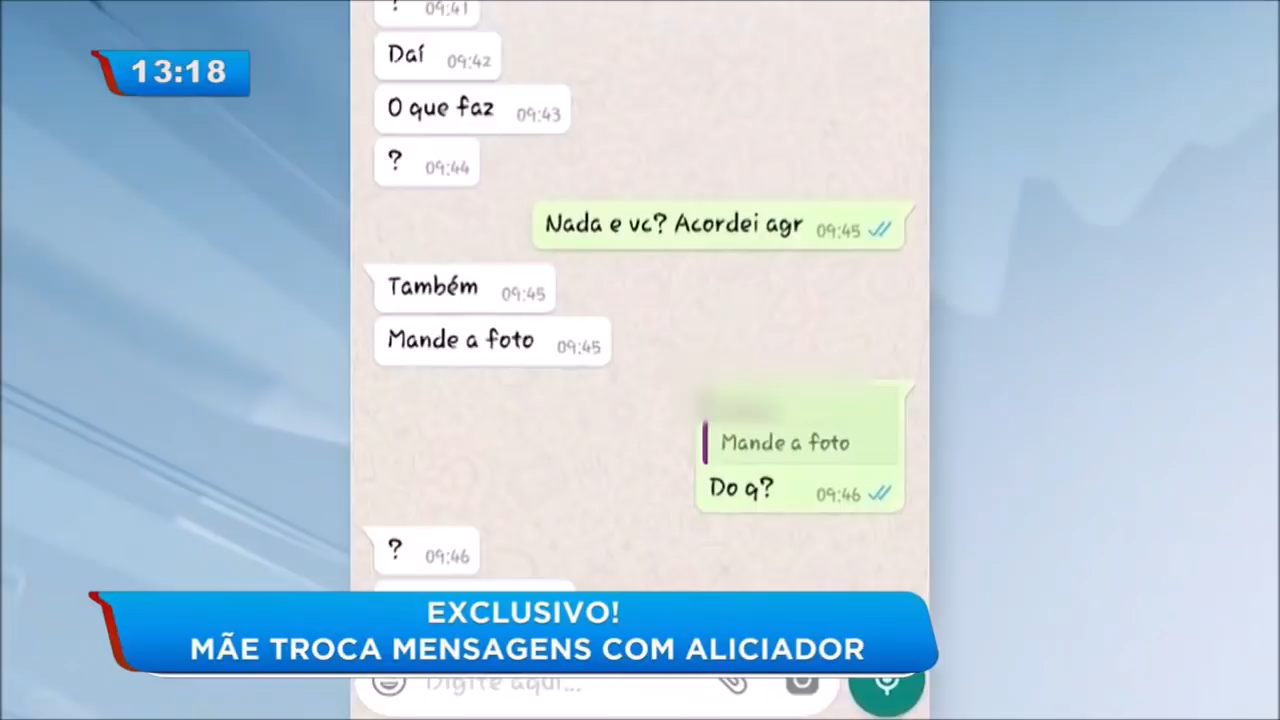 ? 09:41
13:18
Daí 09:42
O que faz 09:43
? 09:44
Nada e vc? Acordei agr 09:45
Também 09:45
Mande a foto 09:45
Mande a foto
Do q? 09:46
? 09:46
EXCLUSIVO!
MÃE TROCA MENSAGENS COM ALICIADOR
Digite aqui...